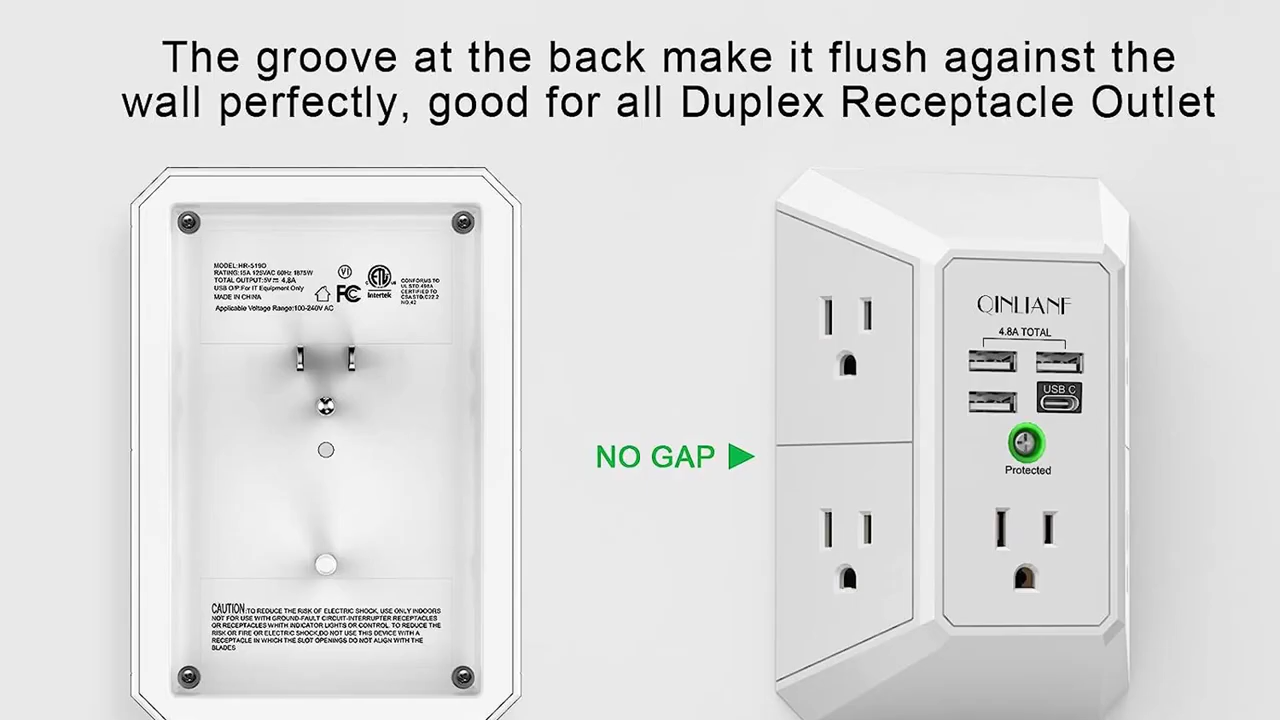 The groove at the back make it flush against the
wall perfectly, good for all Duplex Receptacle Outlet
MODEL:HR-519O
RATING:15A 125VAC 60Hz 1875W
TOTAL OUTPUT:5V 4.8A
USB O/P:For IT Equipment Only
MADE IN CHINA
Applicable Voltage Range:100-240V AC
VI
FC
ETL
Intertek
CONFORMS TO
UL STD.498A
CERTIFIED TO
CSA STD.C22.2
NO.42
CAUTION:TO REDUCE THE RISK OF ELECTRIC SHOCK, USE ONLY INDOORS
NOT FOR USE WITH GROUND-FAULT CIRCUIT-INTERRUPTER RECEPTACLES
OR RECEPTACLES WHITH INDICATOR LIGHTS OR CONTROL. TO REDUCE THE
RISK OR FIRE OR ELECTRIC SHOCK,DO NOT USE THIS DEVICE WITH A
RECEPTACLE IN WHICH THE SLOT OPENINGS DO NOT ALIGN WITH THE
BLADES
NO GAP
QINLIANF
4.8A TOTAL
USB C
Protected